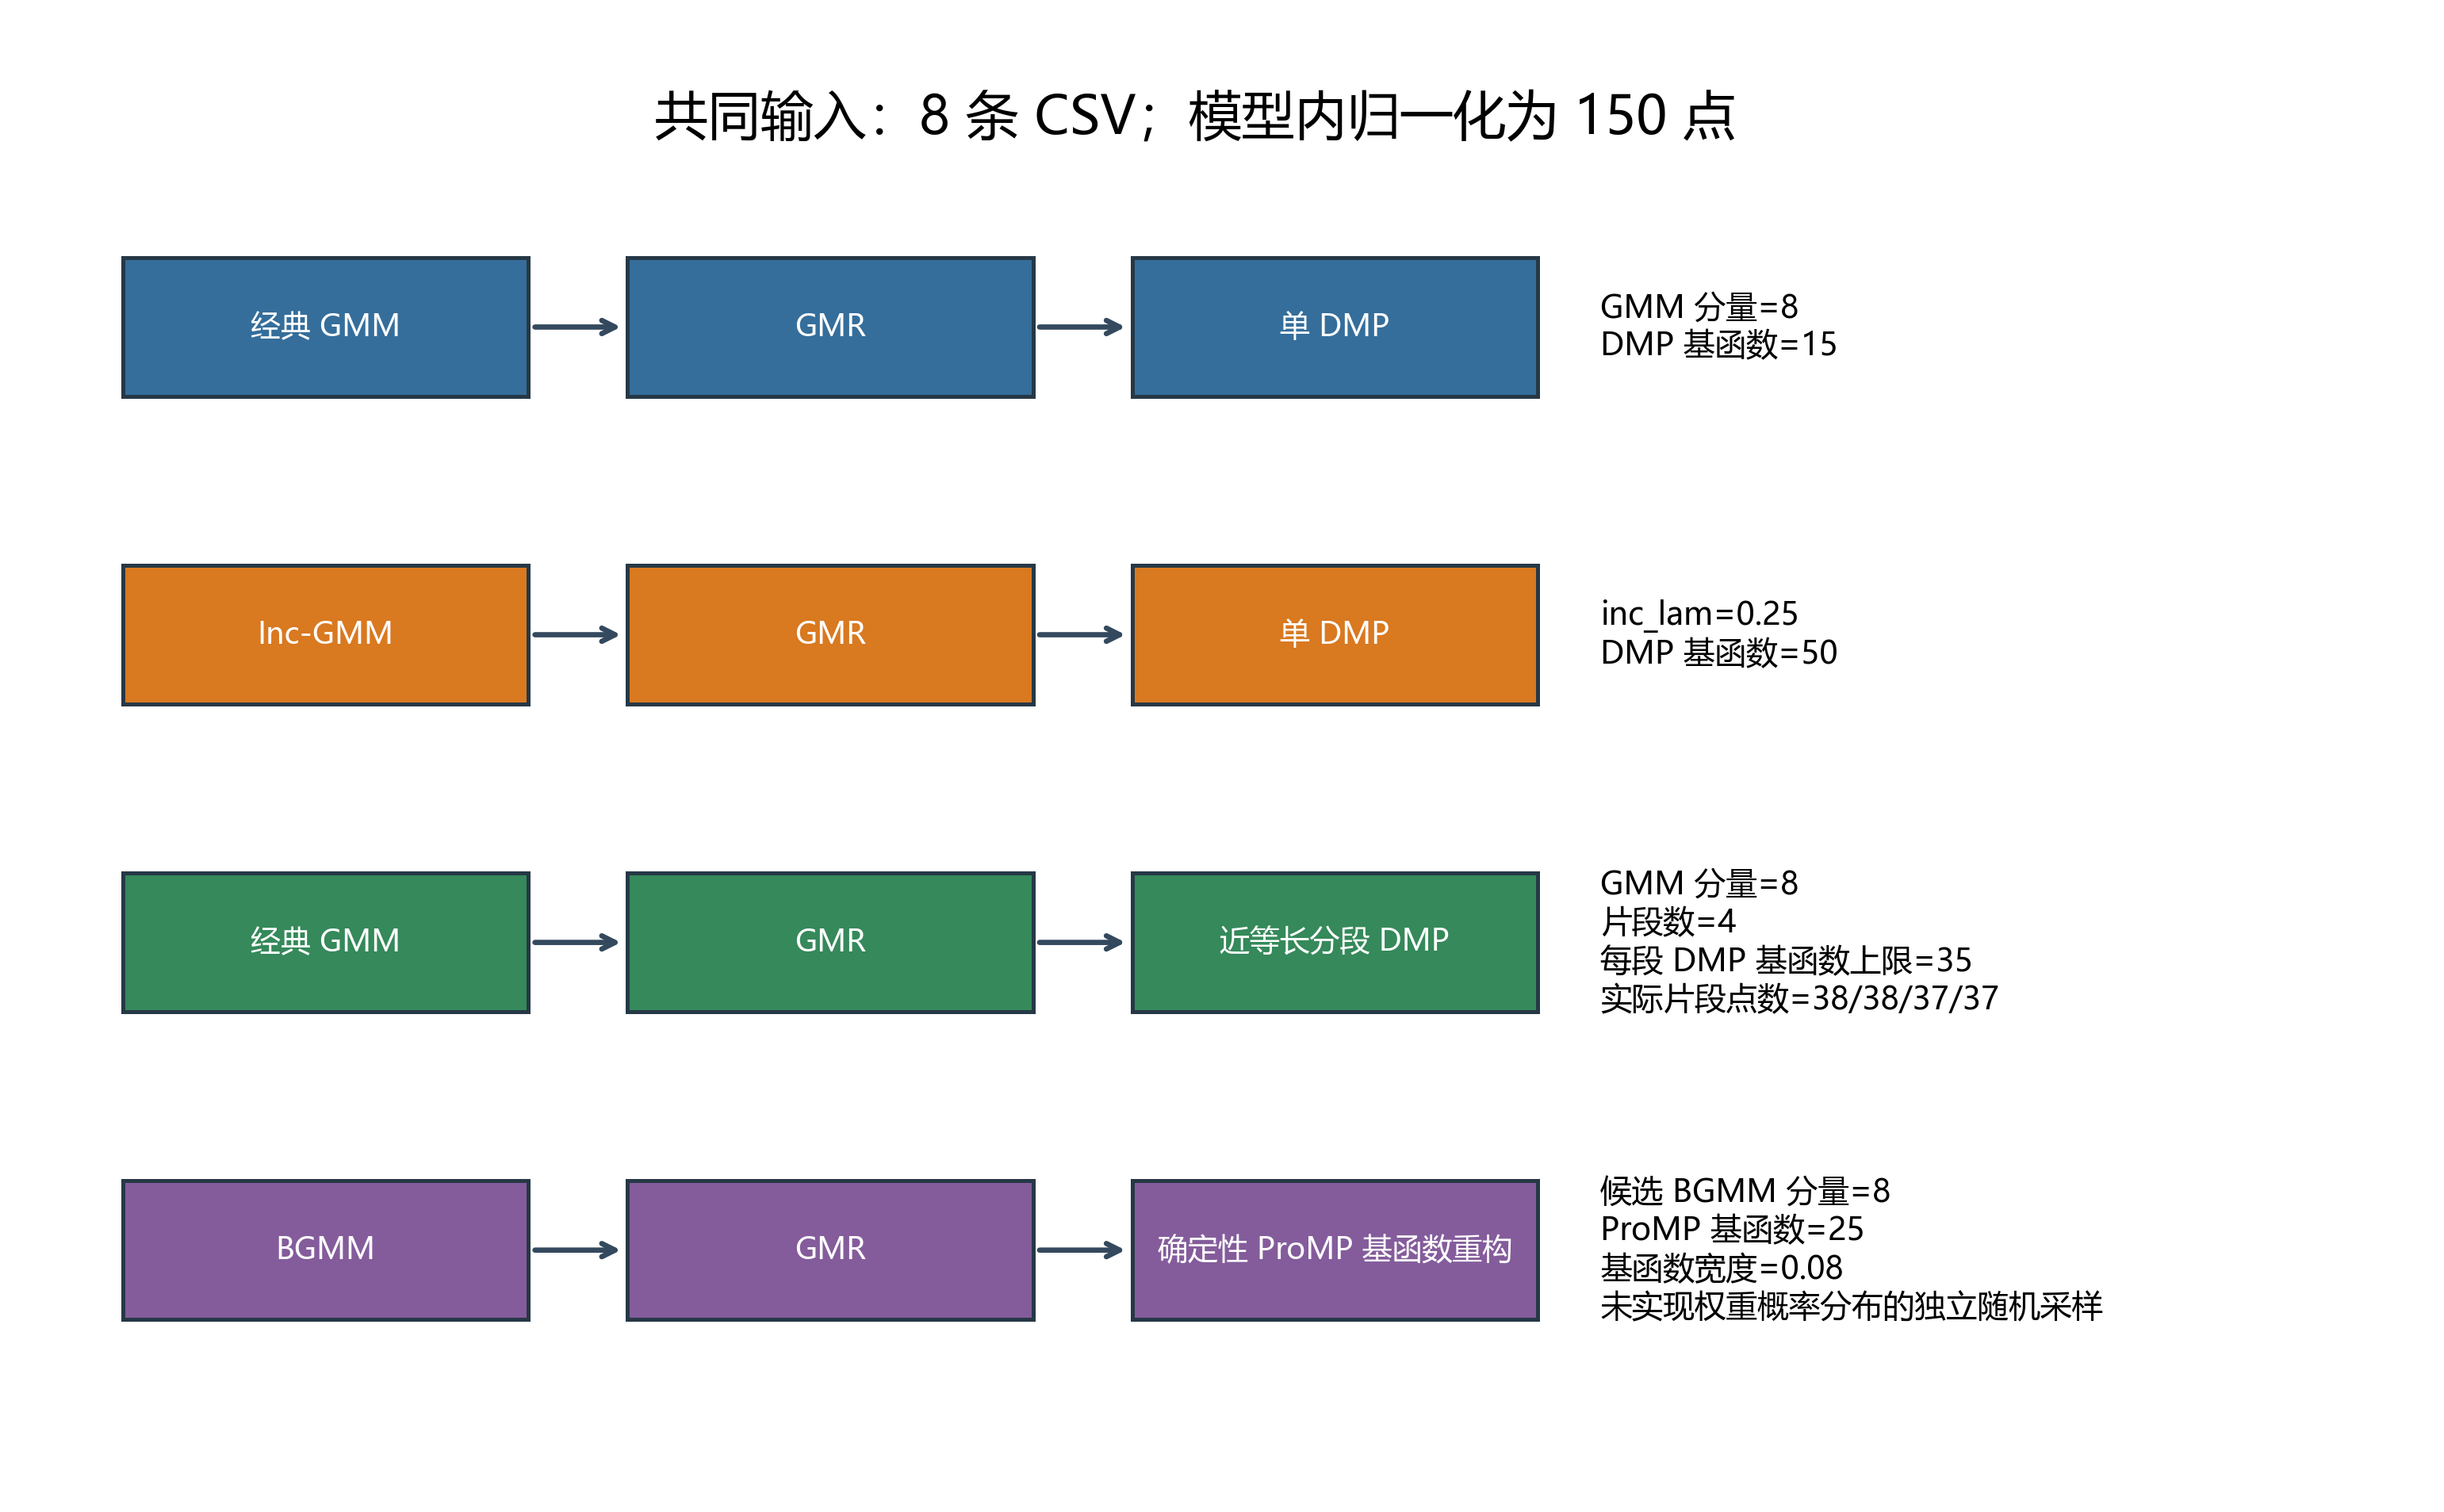 共同输入：8 条 CSV；模型内归一化为 150 点
经典 GMM
GMR
单 DMP
GMM 分量=8
DMP 基函数=15
Inc-GMM
GMR
单 DMP
inc_lam=0.25
DMP 基函数=50
经典 GMM
GMR
近等长分段 DMP
GMM 分量=8
片段数=4
每段 DMP 基函数上限=35
实际片段点数=38/38/37/37
BGMM
GMR
确定性 ProMP 基函数重构
候选 BGMM 分量=8
ProMP 基函数=25
基函数宽度=0.08
未实现权重概率分布的独立随机采样